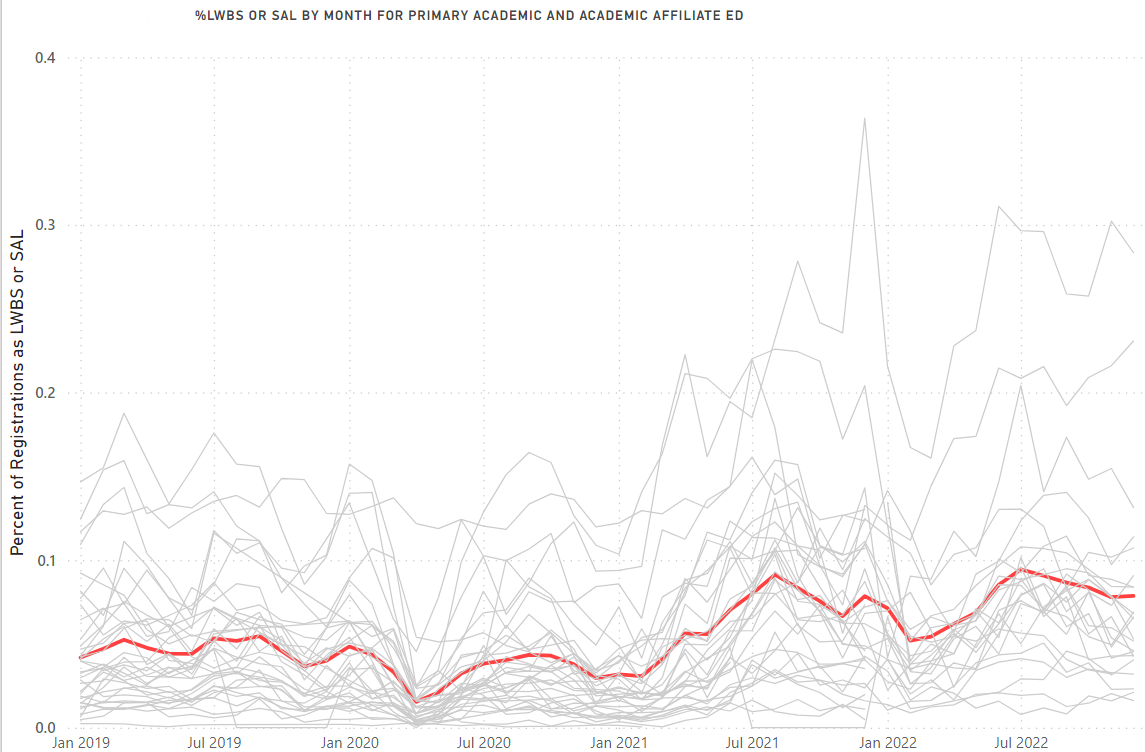 %LWBS OR SAL BY MONTH FOR PRIMARY ACADEMIC AND ACADEMIC AFFILIATE ED
Percent of Registrations as LWBS or SAL
0.4
0.3
0.2
0.1
0.0
Jan 2019 Jul 2019 Jan 2020 Jul 2020 Jan 2021 Jul 2021 Jan 2022 Jul 2022